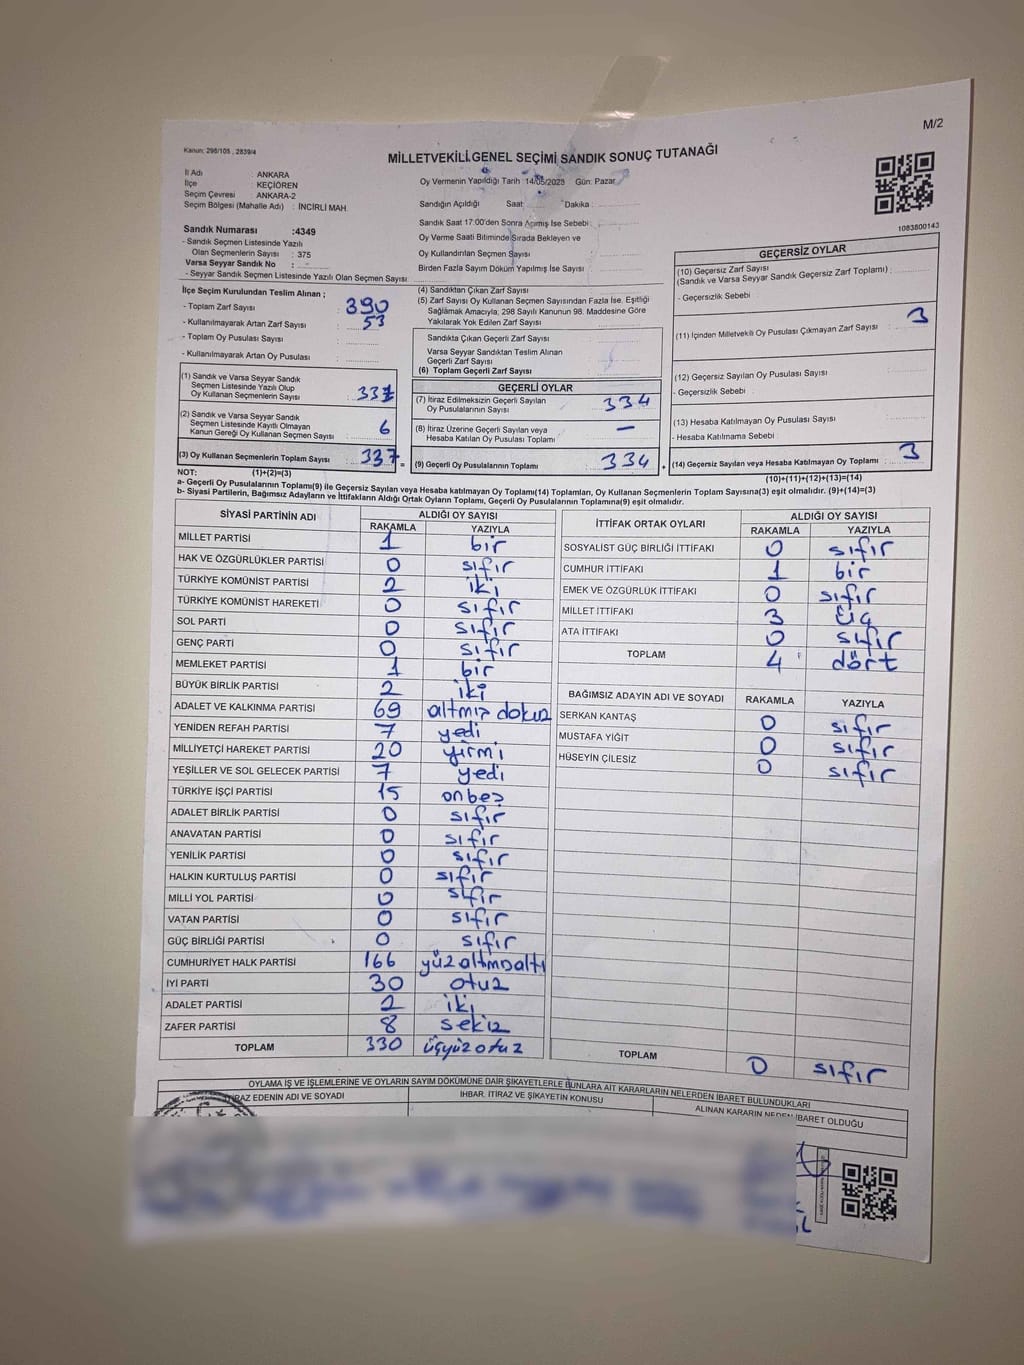 M/2
Kanun: 298/105 , 2839/4
MİLLETVEKİLİ GENEL SEÇİMİ SANDIK SONUÇ TUTANAĞI
İl Adı : ANKARA
İlçe : KEÇİÖREN
Seçim Çevresi : ANKARA-2
Seçim Bölgesi (Mahalle Adı) : İNCİRLİ MAH.
Oy Vermenin Yapıldığı Tarih :14/05/2023 Gün: Pazar
Sandığın Açıldığı Saat: Dakika :
Sandık Saat 17:00'den Sonra Açılmış İse Sebebi:
Oy Verme Saati Bitiminde Sırada Bekleyen ve
Oy Kullandırılan Seçmen Sayısı
Birden Fazla Sayım Döküm Yapılmış İse Sayısı :
1083800143
Sandık Numarası :4349
- Sandık Seçmen Listesinde Yazılı
Olan Seçmenlerin Sayısı : 375
Varsa Seyyar Sandık No :
- Seyyar Sandık Seçmen Listesinde Yazılı Olan Seçmen Sayısı
İlçe Seçim Kurulundan Teslim Alınan ;
- Toplam Zarf Sayısı : 390
- Kullanılmayarak Artan Zarf Sayısı : 53
- Toplam Oy Pusulası Sayısı :
- Kullanılmayarak Artan Oy Pusulası :
(1) Sandık ve Varsa Seyyar Sandık
Seçmen Listesinde Yazılı Olup
Oy Kullanan Seçmenlerin Sayısı :
(2) Sandık ve Varsa Seyyar Sandık
Seçmen Listesinde Kayıtlı Olmayan
Kanun Gereği Oy Kullanan Seçmen Sayısı : 6
(3) Oy Kullanan Seçmenlerin Toplam Sayısı : 337 =
(4) Sandıktan Çıkan Zarf Sayısı
(5) Zarf Sayısı Oy Kullanan Seçmen Sayısından Fazla İse, Eşitliği
Sağlamak Amacıyla; 298 Sayılı Kanunun 98. Maddesine Göre
Yakılarak Yok Edilen Zarf Sayısı :
Sandıkta Çıkan Geçerli Zarf Sayısı
Varsa Seyyar Sandıktan Teslim Alınan
Geçerli Zarf Sayısı
(6) Toplam Geçerli Zarf Sayısı
GEÇERLİ OYLAR
(7) İtiraz Edilmeksizin Geçerli Sayılan
Oy Pusulalarının Sayısı : 334
(8) İtiraz Üzerine Geçerli Sayılan veya
Hesaba Katılan Oy Pusulası Toplamı : –
(9) Geçerli Oy Pusulalarının Toplamı : 334 +
GEÇERSİZ OYLAR
(10) Geçersiz Zarf Sayısı
(Sandık ve Varsa Seyyar Sandık Geçersiz Zarf Toplamı) :
- Geçersizlik Sebebi :
(11) İçinden Milletvekili Oy Pusulası Çıkmayan Zarf Sayısı : 3
(12) Geçersiz Sayılan Oy Pusulası Sayısı :
- Geçersizlik Sebebi :
(13) Hesaba Katılmayan Oy Pusulası Sayısı :
- Hesaba Katılmama Sebebi :
(14) Geçersiz Sayılan veya Hesaba Katılmayan Oy Toplamı : 3
NOT: (1)+(2)=(3) (10)+(11)+(12)+(13)=(14)
a- Geçerli Oy Pusulalarının Toplamı(9) ile Geçersiz Sayılan veya Hesaba katılmayan Oy Toplamı(14) Toplamları, Oy Kullanan Seçmenlerin Toplam Sayısına(3) eşit olmalıdır. (9)+(14)=(3)
b- Siyasi Partilerin, Bağımsız Adayların ve İttifakların Aldığı Ortak Oyların Toplamı, Geçerli Oy Pusulalarının Toplamına(9) eşit olmalıdır.
SİYASİ PARTİNİN ADI ALDIĞI OY SAYISI
RAKAMLA YAZIYLA
MİLLET PARTİSİ 1 bir
HAK VE ÖZGÜRLÜKLER PARTİSİ 0 sıfır
TÜRKİYE KOMÜNİST PARTİSİ 2 iki
TÜRKİYE KOMÜNİST HAREKETİ 0 sıfır
SOL PARTİ 0 sıfır
GENÇ PARTİ 0 sıfır
MEMLEKET PARTİSİ 1 bir
BÜYÜK BİRLİK PARTİSİ 2 iki
ADALET VE KALKINMA PARTİSİ 69 altmış dokuz
YENİDEN REFAH PARTİSİ 7 yedi
MİLLİYETÇİ HAREKET PARTİSİ 20 yirmi
YEŞİLLER VE SOL GELECEK PARTİSİ 7 yedi
TÜRKİYE İŞÇİ PARTİSİ 15 onbeş
ADALET BİRLİK PARTİSİ 0 sıfır
ANAVATAN PARTİSİ 0 sıfır
YENİLİK PARTİSİ 0 sıfır
HALKIN KURTULUŞ PARTİSİ 0 sıfır
MİLLİ YOL PARTİSİ 0 sıfır
VATAN PARTİSİ 0 sıfır
GÜÇ BİRLİĞİ PARTİSİ 0 sıfır
CUMHURİYET HALK PARTİSİ 166 yüzaltmışaltı
İYİ PARTİ 30 otuz
ADALET PARTİSİ 2 iki
ZAFER PARTİSİ 8 sekiz
TOPLAM 330 üçyüzotuz
İTTİFAK ORTAK OYLARI ALDIĞI OY SAYISI
RAKAMLA YAZIYLA
SOSYALİST GÜÇ BİRLİĞİ İTTİFAKI 0 sıfır
CUMHUR İTTİFAKI 1 bir
EMEK VE ÖZGÜRLÜK İTTİFAKI 0 sıfır
MİLLET İTTİFAKI 3 üç
ATA İTTİFAKI 0 sıfır
TOPLAM 4 dört
BAĞIMSIZ ADAYIN ADI VE SOYADI RAKAMLA YAZIYLA
SERKAN KANTAŞ 0 sıfır
MUSTAFA YİĞİT 0 sıfır
HÜSEYİN ÇİLESİZ 0 sıfır
TOPLAM 0 sıfır
OYLAMA İŞ VE İŞLEMLERİNE VE OYLARIN SAYIM DÖKÜMÜNE DAİR ŞİKAYETLERLE BUNLARA AİT KARARLARIN NELERDEN İBARET BULUNDUKLARI
İTİRAZ EDENİN ADI VE SOYADI İHBAR, İTİRAZ VE ŞİKAYETİN KONUSU ALINAN KARARIN NEDEN İBARET OLDUĞU